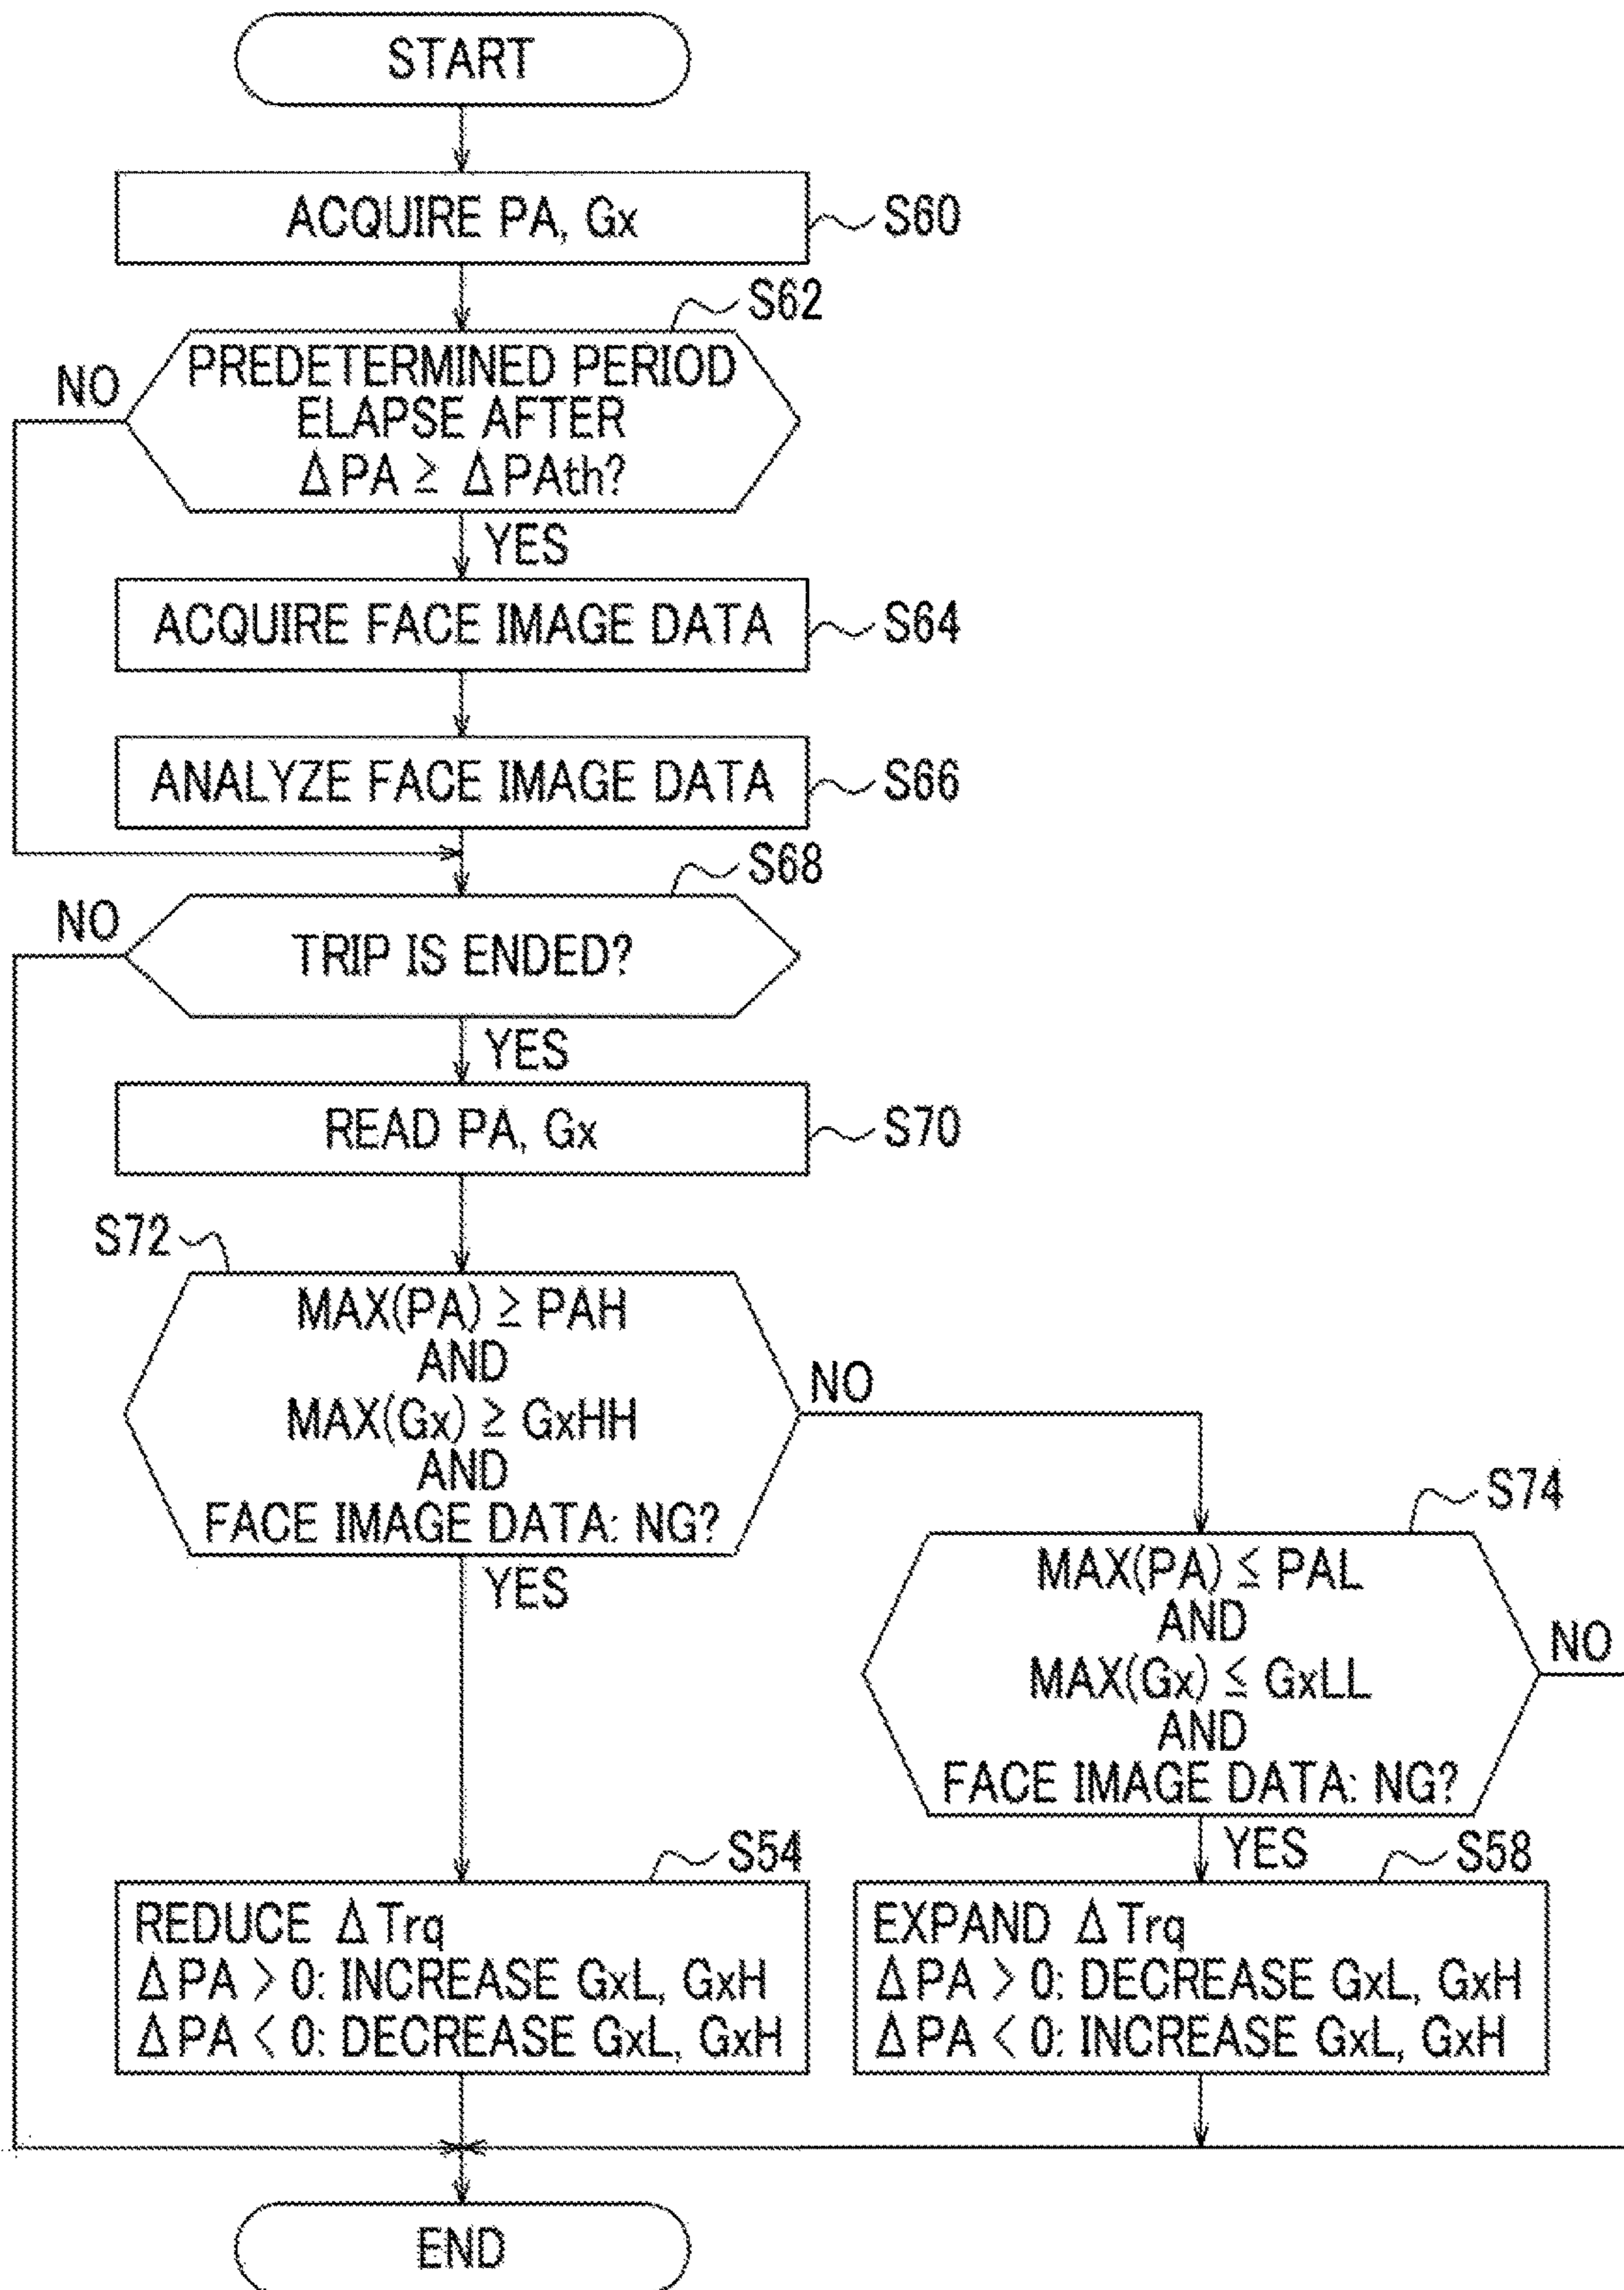 START
ACQUIRE PA, Gx
S60
S62
NO
PREDETERMINED PERIOD
ELAPSE AFTER
ΔPA ≥ ΔPAth?
YES
ACQUIRE FACE IMAGE DATA
S64
ANALYZE FACE IMAGE DATA
S66
S68
NO
TRIP IS ENDED?
YES
READ PA, Gx
S70
S72
MAX(PA) ≥ PAH
AND
MAX(Gx) ≥ GxHH
AND
FACE IMAGE DATA: NG?
NO
YES
S74
MAX(PA) ≤ PAL
AND
MAX(Gx) ≤ GxLL
AND
FACE IMAGE DATA: NG?
NO
YES
S54
REDUCE ΔTrq
ΔPA > 0: INCREASE GxL, GxH
ΔPA < 0: DECREASE GxL, GxH
S58
EXPAND ΔTrq
ΔPA > 0: DECREASE GxL, GxH
ΔPA < 0: INCREASE GxL, GxH
END